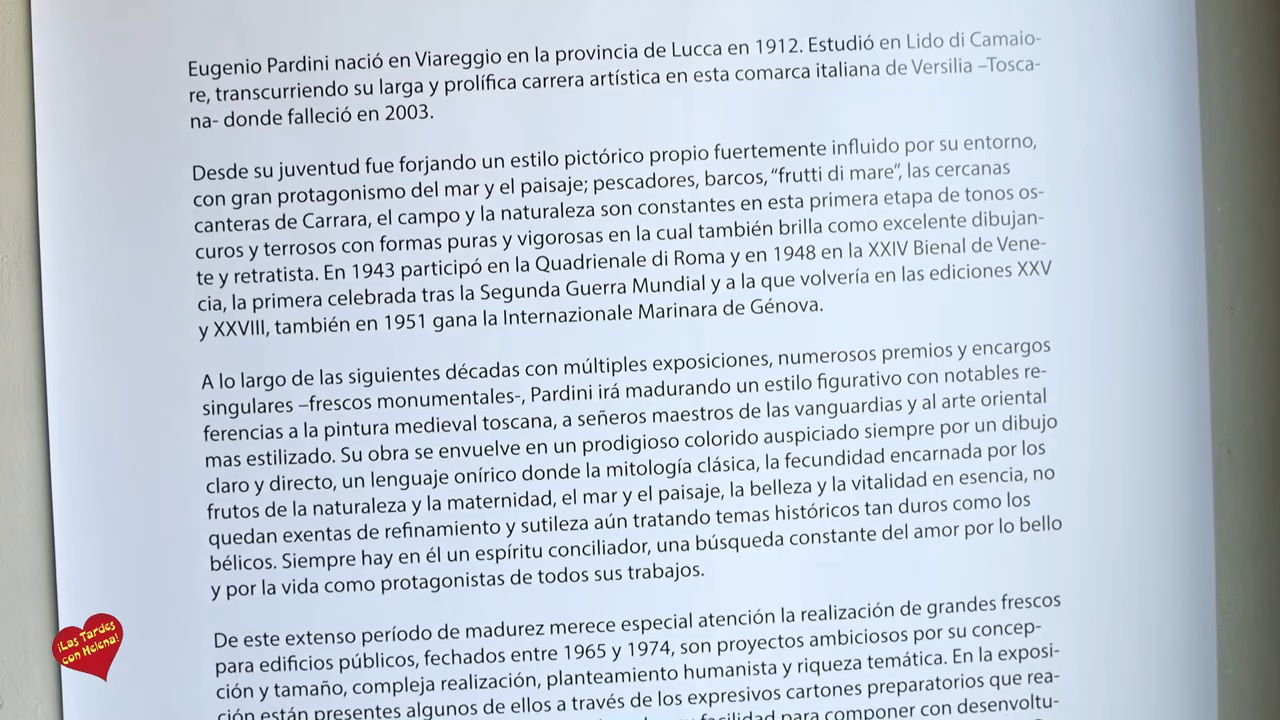 Eugenio Pardini nació en Viareggio en la provincia de Lucca en 1912. Estudió en Lido di Camaio-
re, transcurriendo su larga y prolífica carrera artística en esta comarca italiana de Versilia –Tosca-
na- donde falleció en 2003.
Desde su juventud fue forjando un estilo pictórico propio fuertemente influido por su entorno,
con gran protagonismo del mar y el paisaje; pescadores, barcos, “frutti di mare”, las cercanas
canteras de Carrara, el campo y la naturaleza son constantes en esta primera etapa de tonos os-
curos y terrosos con formas puras y vigorosas en la cual también brilla como excelente dibujan-
te y retratista. En 1943 participó en la Quadrienale di Roma y en 1948 en la XXIV Bienal de Vene-
cia, la primera celebrada tras la Segunda Guerra Mundial y a la que volvería en las ediciones XXV
y XXVIII, también en 1951 gana la Internazionale Marinara de Génova.
A lo largo de las siguientes décadas con múltiples exposiciones, numerosos premios y encargos
singulares –frescos monumentales-, Pardini irá madurando un estilo figurativo con notables re-
ferencias a la pintura medieval toscana, a señeros maestros de las vanguardias y al arte oriental
mas estilizado. Su obra se envuelve en un prodigioso colorido auspiciado siempre por un dibujo
claro y directo, un lenguaje onírico donde la mitología clásica, la fecundidad encarnada por los
frutos de la naturaleza y la maternidad, el mar y el paisaje, la belleza y la vitalidad en esencia, no
quedan exentas de refinamiento y sutileza aún tratando temas históricos tan duros como los
bélicos. Siempre hay en él un espíritu conciliador, una búsqueda constante del amor por lo bello
y por la vida como protagonistas de todos sus trabajos.
De este extenso período de madurez merece especial atención la realización de grandes frescos
para edificios públicos, fechados entre 1965 y 1974, son proyectos ambiciosos por su concep-
ción y tamaño, compleja realización, planteamiento humanista y riqueza temática. En la exposi-
ción están presentes algunos de ellos a través de los expresivos cartones preparatorios que rea-
facilidad para componer con desenvoltu-
¡Las Tardes
con Helena!